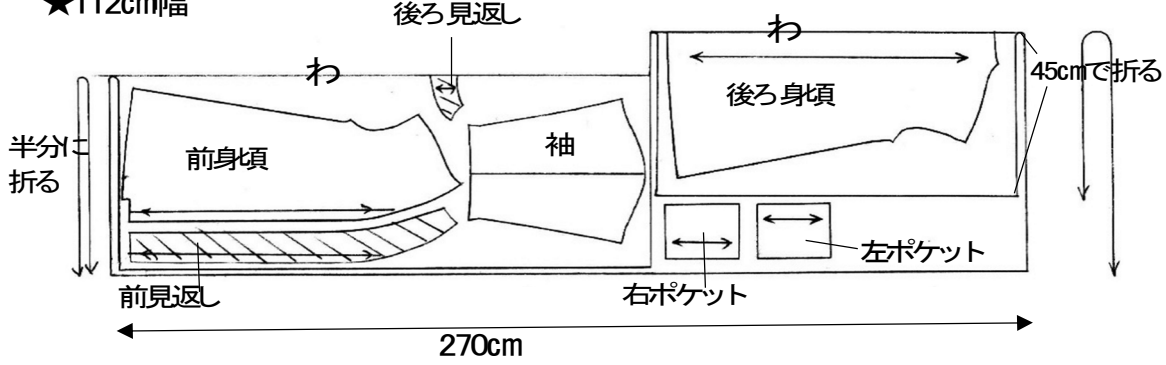 ★112cm幅
後ろ見返し
わ
わ
45cmで折る
後ろ身頃
半分に
折る
前身頃
袖
左ポケット
前見返し
右ポケット
270cm